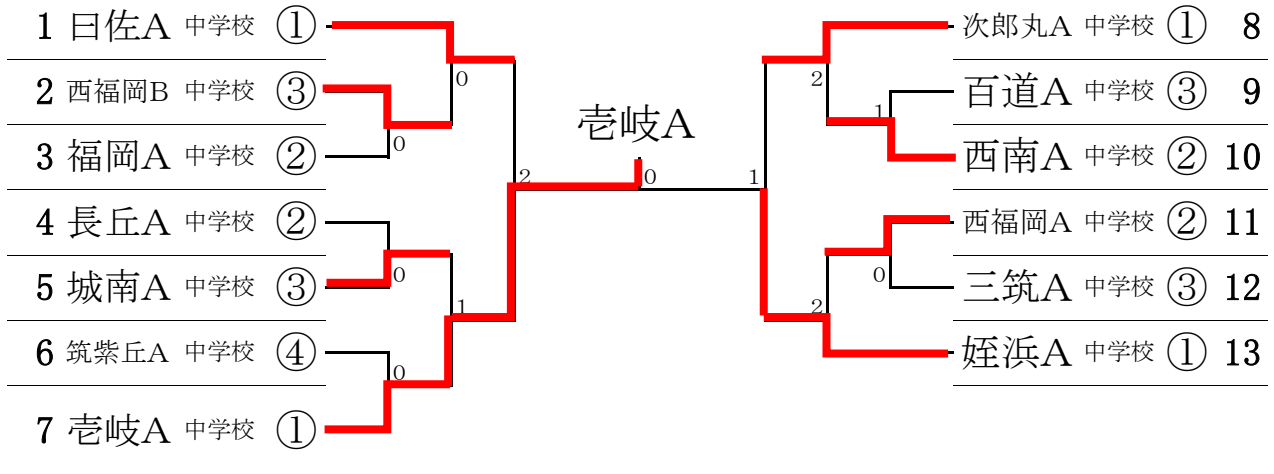 1 曰佐A 中学校 ①
2 西福岡B 中学校 ③
3 福岡A 中学校 ②
4 長丘A 中学校 ②
5 城南A 中学校 ③
6 筑紫丘A 中学校 ④
7 壱岐A 中学校 ①
0
0
0
1
0
2
壱岐A
0
1
2
1
0
2
次郎丸A 中学校 ① 8
百道A 中学校 ③ 9
西南A 中学校 ② 10
西福岡A 中学校 ② 11
三筑A 中学校 ③ 12
姪浜A 中学校 ① 13